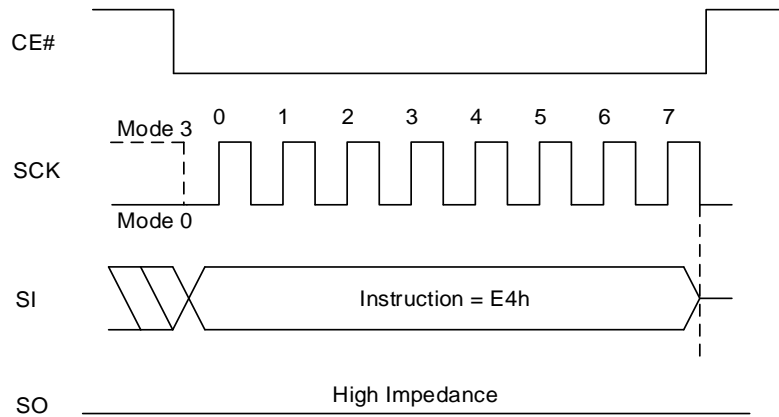 CE#
0 1 2 3 4 5 6 7
Mode 3
SCK
Mode 0
SI
Instruction = E4h
High Impedance
SO